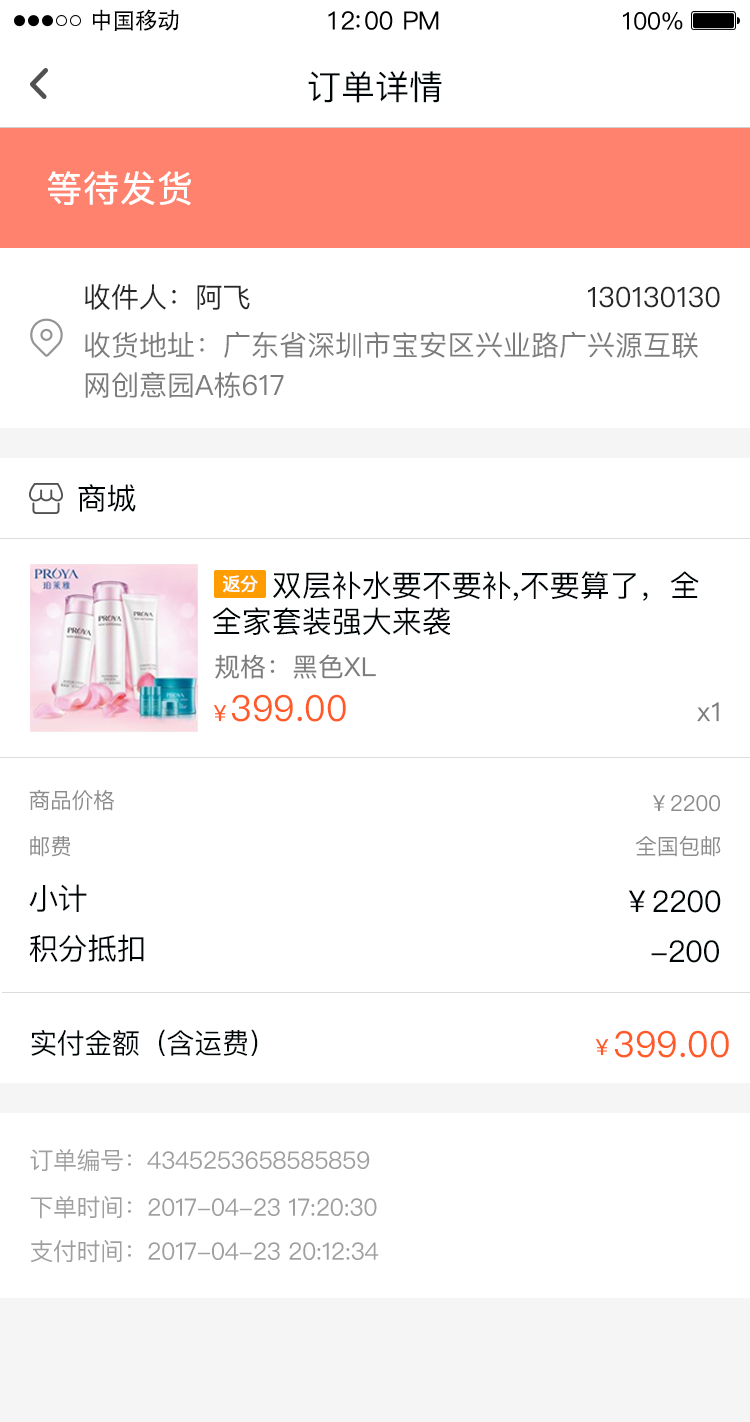 中国移动 12:00 PM 100%
订单详情
等待发货
收件人：阿飞 130130130
收货地址：广东省深圳市宝安区兴业路广兴源互联
网创意园A栋617
商城
PROYA
珀莱雅
PROYA
PROYA
PROYA
PROYA
返分 双层补水要不要补,不要算了，全
全家套装强大来袭
规格：黑色XL
¥399.00 x1
商品价格 ¥2200
邮费 全国包邮
小计 ¥2200
积分抵扣 -200
实付金额（含运费） ¥399.00
订单编号：4345253658585859
下单时间：2017-04-23 17:20:30
支付时间：2017-04-23 20:12:34